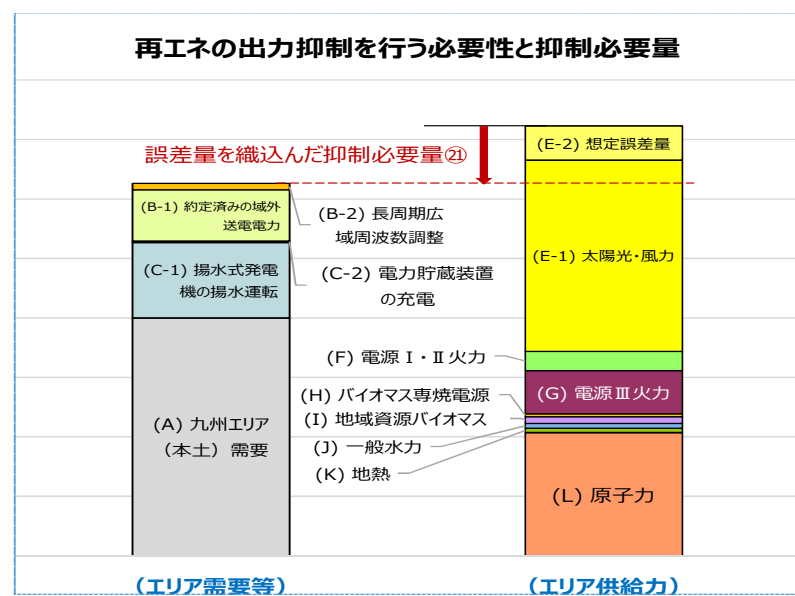 再エネの出力抑制を行う必要性と抑制必要量
誤差量を織込んだ抑制必要量㉑
(B-1) 約定済みの域外
送電電力
(B-2) 長周期広
域周波数調整
(C-1) 揚水式発電
機の揚水運転
(C-2) 電力貯蔵装置
の充電
(A) 九州エリア
（本土）需要
(E-2) 想定誤差量
(E-1) 太陽光・風力
(F) 電源Ⅰ・Ⅱ火力
(G) 電源Ⅲ火力
(H) バイオマス専焼電源
(I) 地域資源バイオマス
(J) 一般水力
(K) 地熱
(L) 原子力
（エリア需要等）
（エリア供給力）